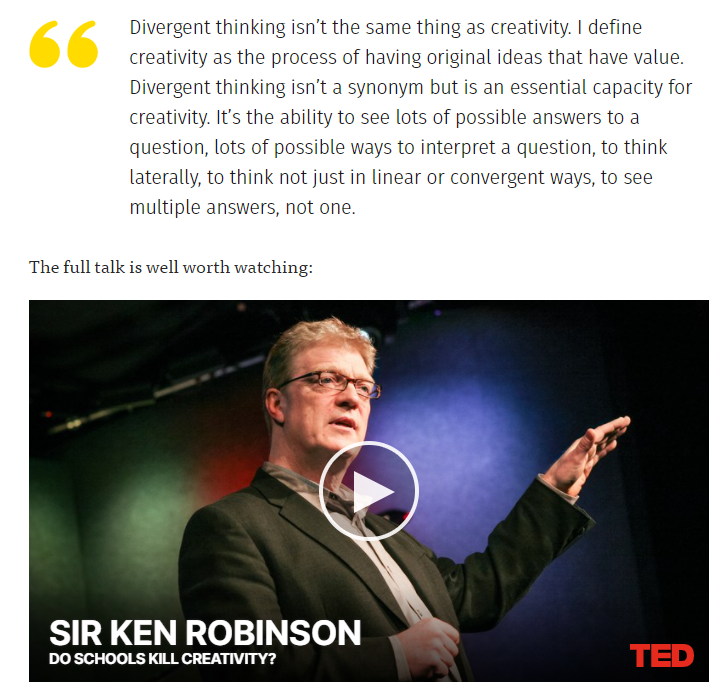 Divergent thinking isn’t the same thing as creativity. I define
creativity as the process of having original ideas that have value.
Divergent thinking isn’t a synonym but is an essential capacity for
creativity. It’s the ability to see lots of possible answers to a
question, lots of possible ways to interpret a question, to think
laterally, to think not just in linear or convergent ways, to see
multiple answers, not one.
The full talk is well worth watching:
SIR KEN ROBINSON
DO SCHOOLS KILL CREATIVITY?
TED